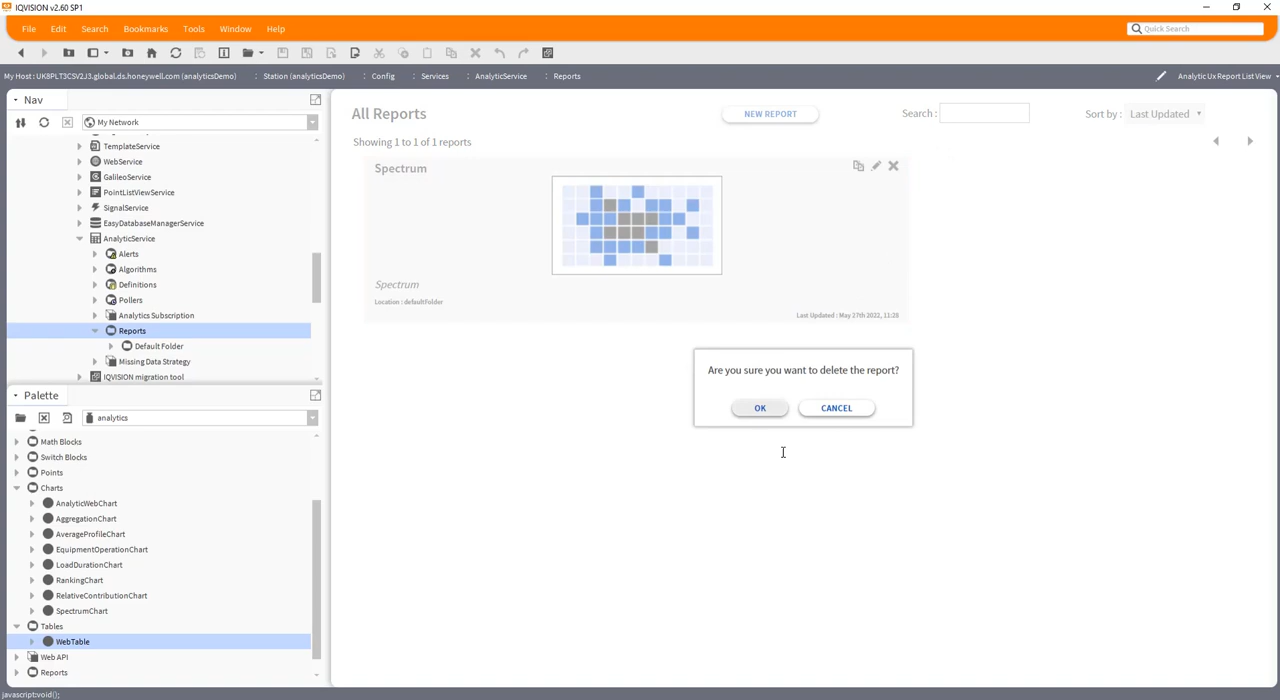 IQVISION v2.60 SP1
File Edit Search Bookmarks Tools Window Help
Quick Search
My Host : UK8PLT3CSV2J3.global.ds.honeywell.com (analyticsDemo) : Station (analyticsDemo) : Config : Services : AnalyticService : Reports
Analytic Ux Report List View
Nav
My Network
TemplateService
WebService
GalileoService
PointListViewService
SignalService
EasyDatabaseManagerService
AnalyticService
Alerts
Algorithms
Definitions
Pollers
Analytics Subscription
Reports
Default Folder
Missing Data Strategy
IQVISION migration tool
Palette
analytics
Math Blocks
Switch Blocks
Points
Charts
AnalyticWebChart
AggregationChart
AverageProfileChart
EquipmentOperationChart
LoadDurationChart
RankingChart
RelativeContributionChart
SpectrumChart
Tables
WebTable
Web API
Reports
All Reports
NEW REPORT
Search :
Sort by : Last Updated
Showing 1 to 1 of 1 reports
Spectrum
Spectrum
Location : defaultFolder
Last Updated : May 27th 2022, 11:28
Are you sure you want to delete the report?
OK CANCEL
javascript:void();